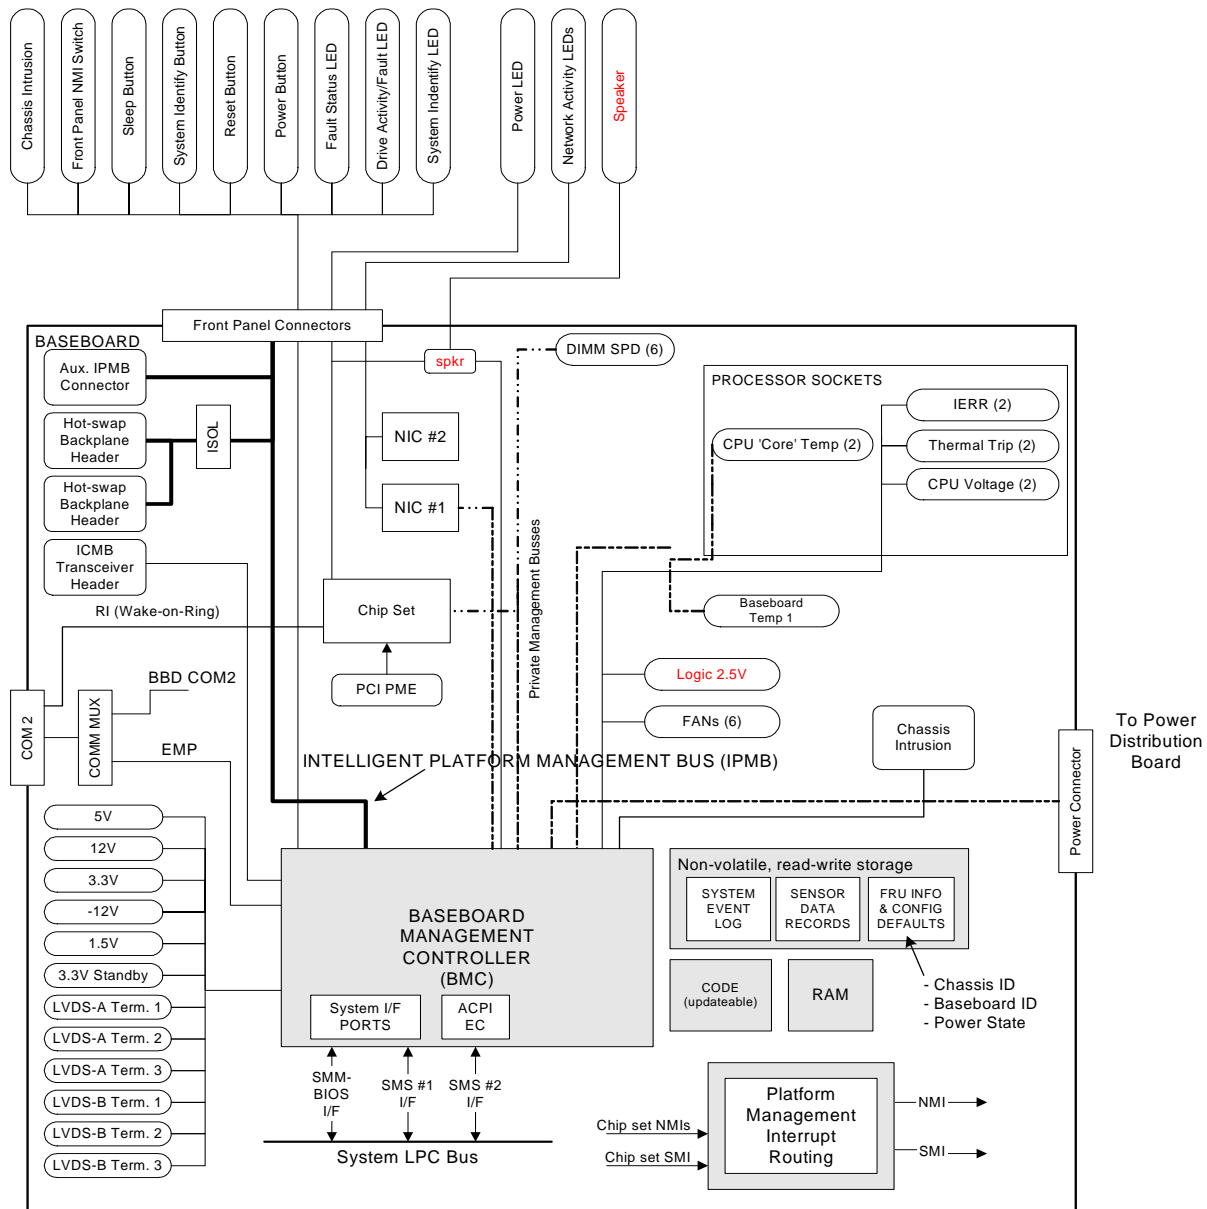 Chassis Intrusion
Front Panel NMI Switch
Sleep Button
System Identify Button
Reset Button
Power Button
Fault Status LED
Drive Activity/Fault LED
System Indentify LED
Power LED
Network Activity LEDs
Speaker
Front Panel Connectors
BASEBOARD
Aux. IPMB
Connector
Hot-swap
Backplane
Header
ISOL
Hot-swap
Backplane
Header
ICMB
Transceiver
Header
spkr
DIMM SPD (6)
NIC #2
NIC #1
PROCESSOR SOCKETS
IERR (2)
CPU 'Core' Temp (2)
Thermal Trip (2)
CPU Voltage (2)
Private Management Busses
RI (Wake-on-Ring)
Chip Set
PCI PME
Baseboard
Temp 1
Logic 2.5V
FANs (6)
Chassis
Intrusion
BBD COM2
COM 2
COMM MUX
EMP
INTELLIGENT PLATFORM MANAGEMENT BUS (IPMB)
Power Connector
To Power
Distribution
Board
5V
12V
3.3V
-12V
1.5V
3.3V Standby
LVDS-A Term. 1
LVDS-A Term. 2
LVDS-A Term. 3
LVDS-B Term. 1
LVDS-B Term. 2
LVDS-B Term. 3
BASEBOARD
MANAGEMENT
CONTROLLER
(BMC)
System I/F
PORTS
ACPI
EC
SMM-
BIOS
I/F
SMS #1
I/F
SMS #2
I/F
System LPC Bus
Non-volatile, read-write storage
SYSTEM
EVENT
LOG
SENSOR
DATA
RECORDS
FRU INFO
& CONFIG
DEFAULTS
CODE
(updateable)
RAM
- Chassis ID
- Baseboard ID
- Power State
Platform
Management
Interrupt
Routing
Chip set NMIs
Chip set SMI
NMI
SMI